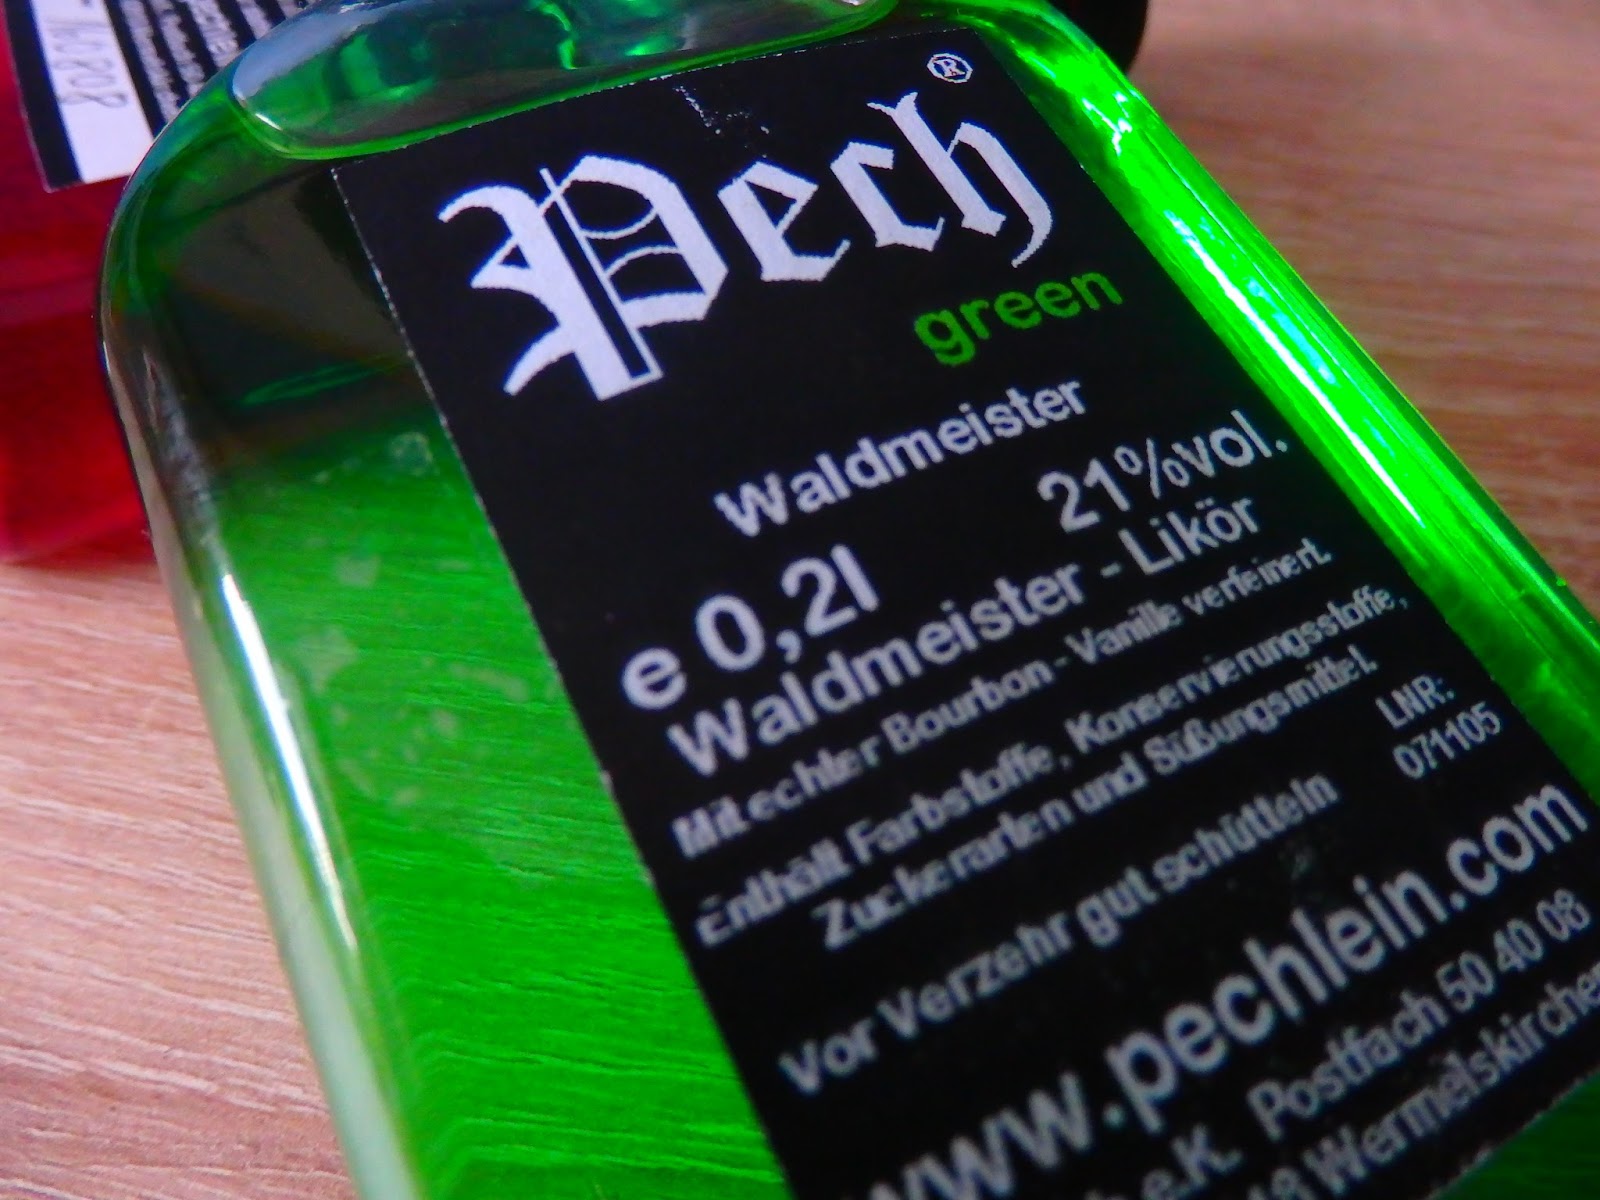 Pech®
green
Waldmeister
21%vol.
e 0,2l
Waldmeister - Likör
Mit echter Bourbon - Vanille verfeinert.
Enthält Farbstoffe, Konservierungsstoffe,
Zuckerarten und Süßungsmittel.
LNR:
071105
Vor Verzehr gut schütteln
www.pechlein.com
e.K. Postfach 50 40 08
Wermelskirchen